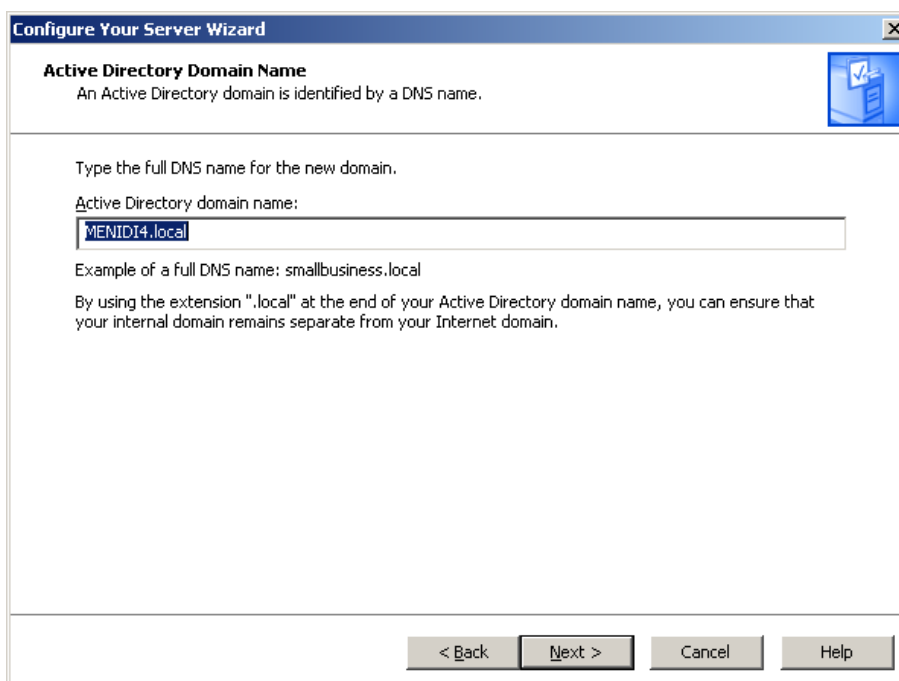 Configure Your Server Wizard
Active Directory Domain Name
An Active Directory domain is identified by a DNS name.
Type the full DNS name for the new domain.
Active Directory domain name:
MENIDI4.local
Example of a full DNS name: smallbusiness.local
By using the extension ".local" at the end of your Active Directory domain name, you can ensure that
your internal domain remains separate from your Internet domain.
< Back Next > Cancel Help